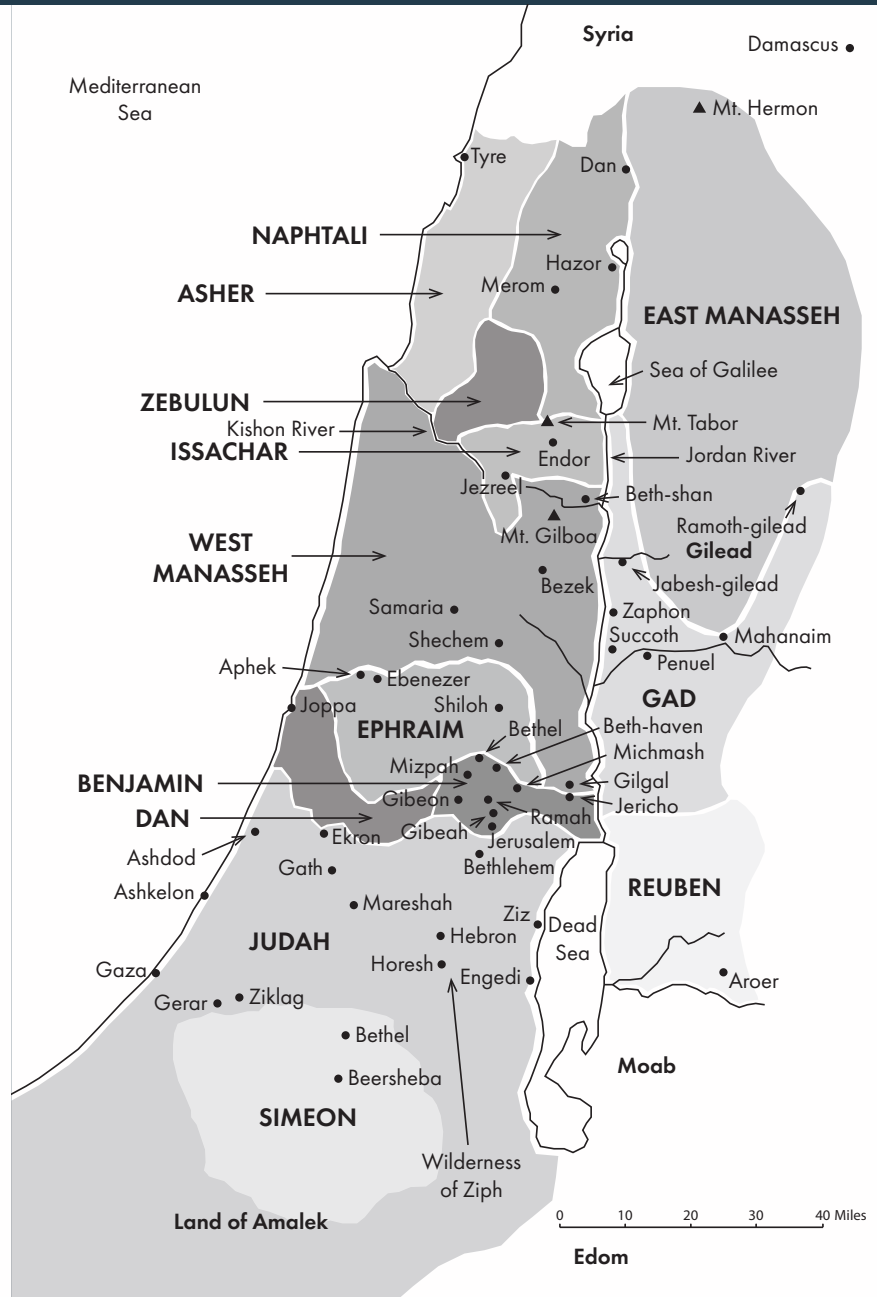 Syria
Damascus
Mediterranean
Sea
Mt. Hermon
Tyre
Dan
NAPHTALI
Hazor
Merom
ASHER
EAST MANASSEH
Sea of Galilee
ZEBULUN
Kishon River
Mt. Tabor
ISSACHAR
Endor
Jordan River
Jezreel
Beth-shan
Mt. Gilboa
Ramoth-gilead
Gilead
WEST
MANASSEH
Bezek
Jabesh-gilead
Samaria
Zaphon
Shechem
Succoth
Mahanaim
Penuel
Aphek
Ebenezer
Joppa
Shiloh
GAD
EPHRAIM
Bethel
Beth-haven
Michmash
Mizpah
BENJAMIN
Gilgal
Gibeon
Jericho
DAN
Ramah
Ekron
Gibeah
Jerusalem
Ashdod
Gath
Bethlehem
Ashkelon
REUBEN
Mareshah
Ziz
Dead
Sea
JUDAH
Hebron
Horesh
Engedi
Gaza
Aroer
Gerar
Ziklag
Bethel
Moab
Beersheba
SIMEON
Wilderness
of Ziph
Land of Amalek
0 10 20 30 40 Miles
Edom